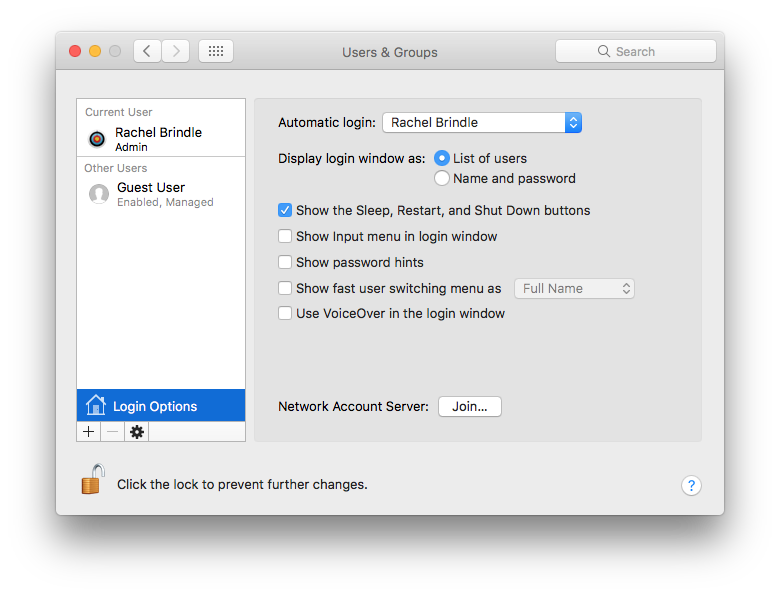 Users & Groups
Search
Current User
Rachel Brindle
Admin
Other Users
Guest User
Enabled, Managed
Login Options
Automatic login: Rachel Brindle
Display login window as: List of users
Name and password
Show the Sleep, Restart, and Shut Down buttons
Show Input menu in login window
Show password hints
Show fast user switching menu as Full Name
Use VoiceOver in the login window
Network Account Server: Join...
Click the lock to prevent further changes.
?